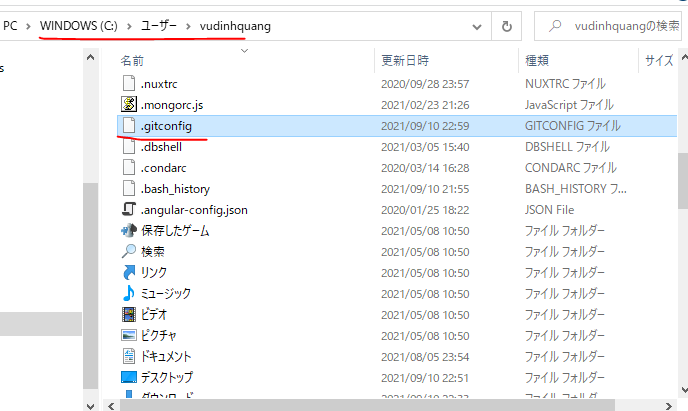 PC > WINDOWS (C:) > ユーザー > vudinhquang
vudinhquangの検索
s
名前 更新日時 種類 サイズ
.nuxtrc 2020/09/28 23:57 NUXTRC ファイル
.mongorc.js 2021/02/23 21:26 JavaScript ファイル
.gitconfig 2021/09/10 22:59 GITCONFIG ファイル
.dbshell 2021/03/05 15:40 DBSHELL ファイル
.condarc 2020/03/14 16:28 CONDARC ファイル
.bash_history 2021/09/10 21:55 BASH_HISTORY フ...
.angular-config.json 2020/01/25 18:22 JSON File
保存したゲーム 2021/05/08 10:50 ファイル フォルダー
検索 2021/05/08 10:50 ファイル フォルダー
リンク 2021/05/08 10:50 ファイル フォルダー
ミュージック 2021/05/08 10:50 ファイル フォルダー
ビデオ 2021/05/08 10:50 ファイル フォルダー
ピクチャ 2021/05/08 10:50 ファイル フォルダー
ドキュメント 2021/08/05 23:54 ファイル フォルダー
デスクトップ 2021/09/10 22:51 ファイル フォルダー